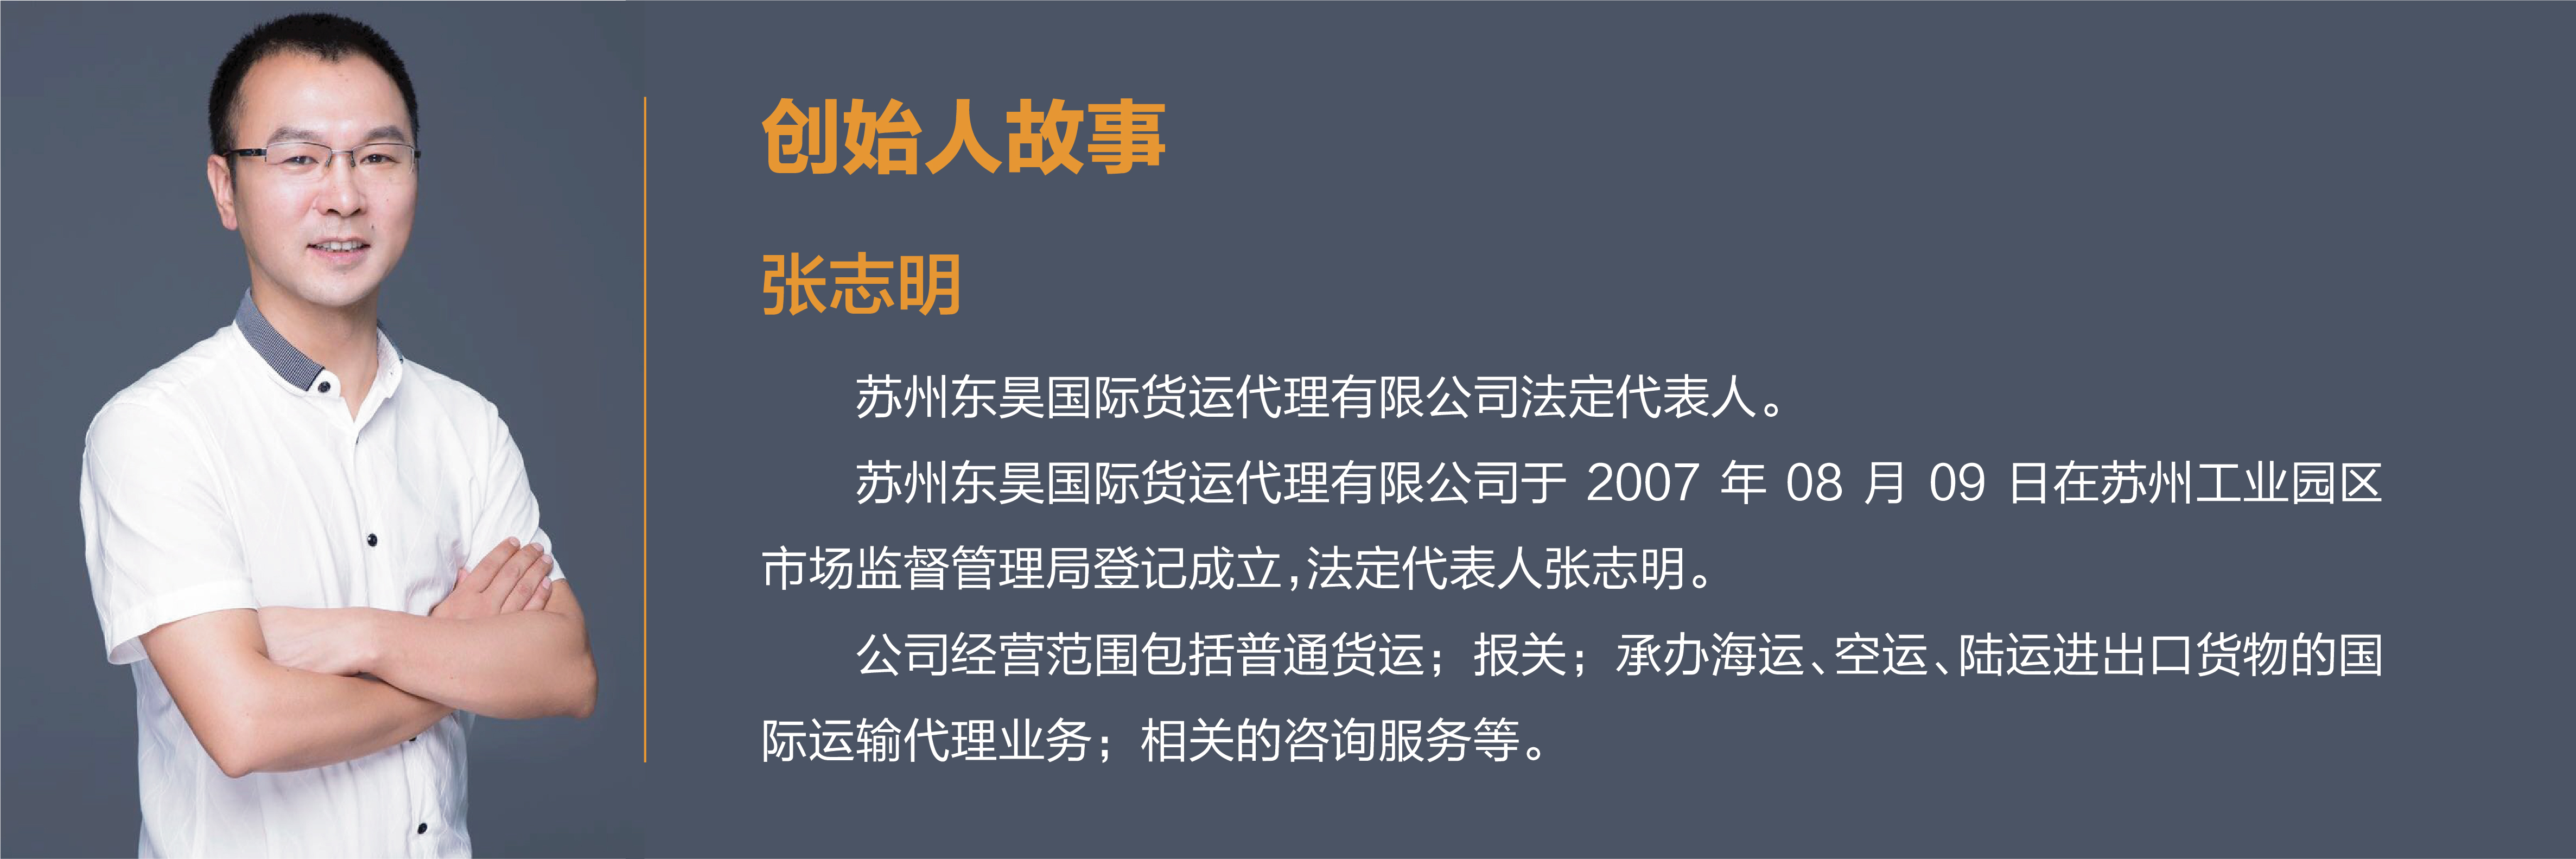 创始人故事
张志明
苏州东昊国际货运代理有限公司法定代表人。
苏州东昊国际货运代理有限公司于 2007 年 08 月 09 日在苏州工业园区
市场监督管理局登记成立,法定代表人张志明。
公司经营范围包括普通货运；报关；承办海运、空运、陆运进出口货物的国
际运输代理业务；相关的咨询服务等。